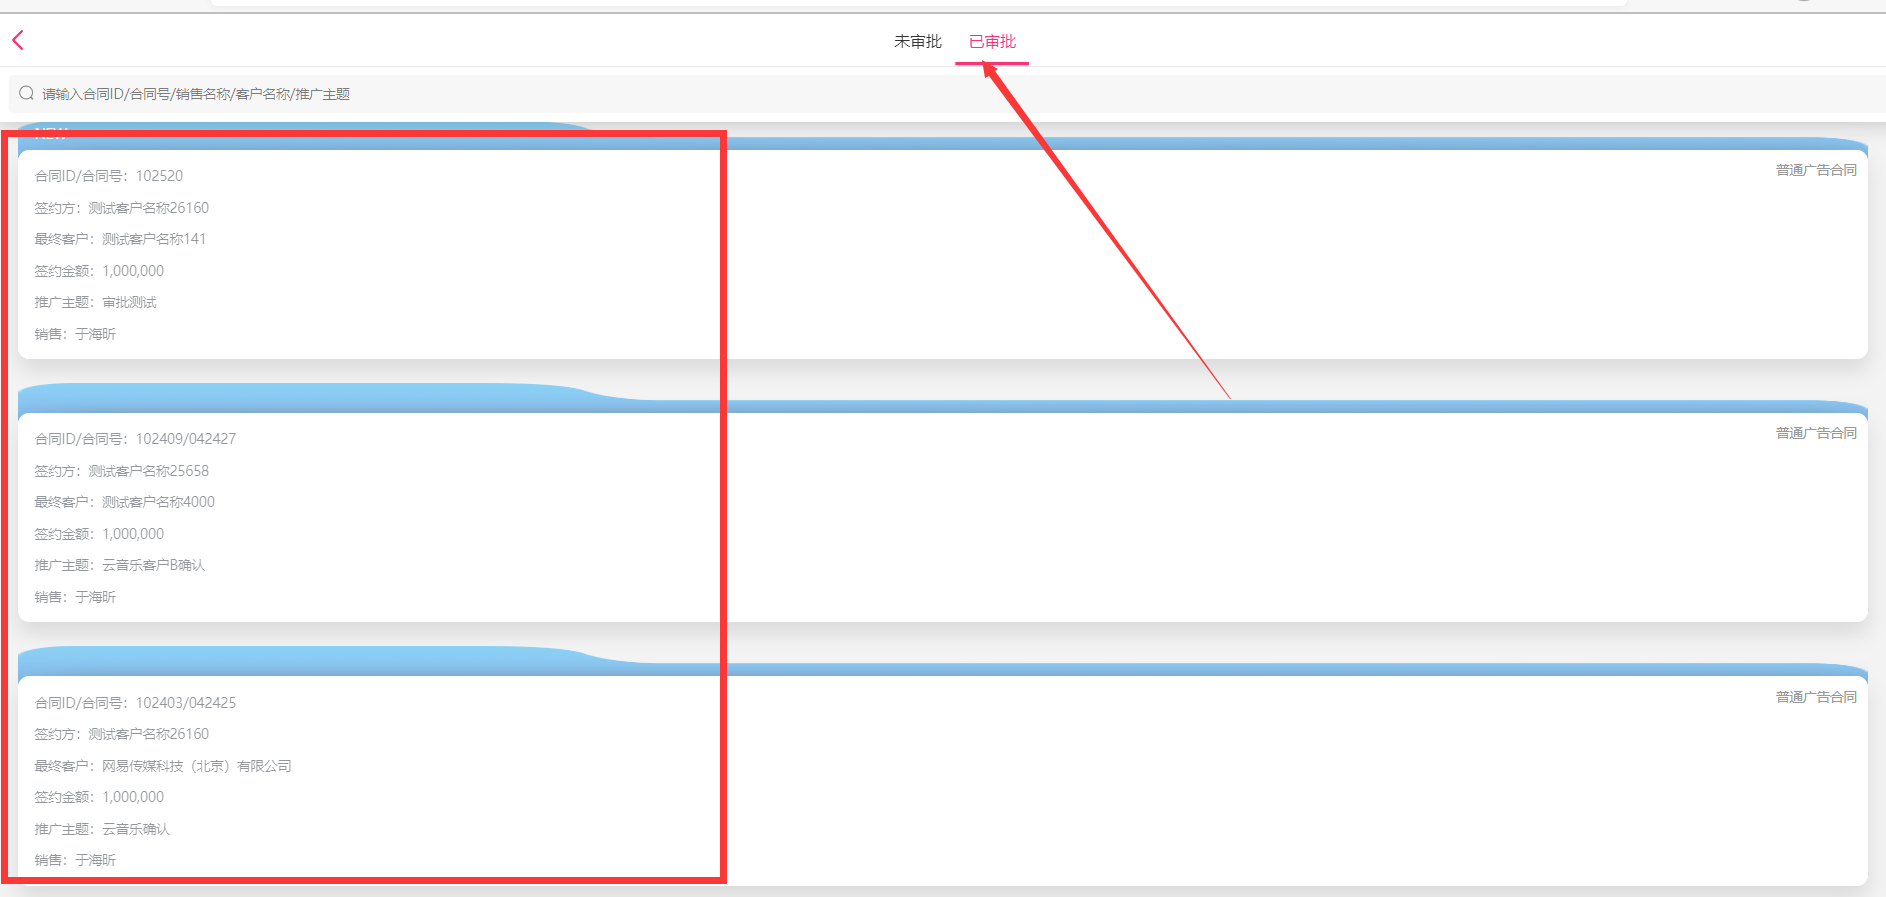 未审批 已审批
请输入合同ID/合同号/销售名称/客户名称/推广主题
NEW
合同ID/合同号：102520
普通广告合同
签约方：测试客户名称26160
最终客户：测试客户名称141
签约金额：1,000,000
推广主题：审批测试
销售：于海昕
合同ID/合同号：102409/042427
普通广告合同
签约方：测试客户名称25658
最终客户：测试客户名称4000
签约金额：1,000,000
推广主题：云音乐客户B确认
销售：于海昕
合同ID/合同号：102403/042425
普通广告合同
签约方：测试客户名称26160
最终客户：网易传媒科技（北京）有限公司
签约金额：1,000,000
推广主题：云音乐确认
销售：于海昕